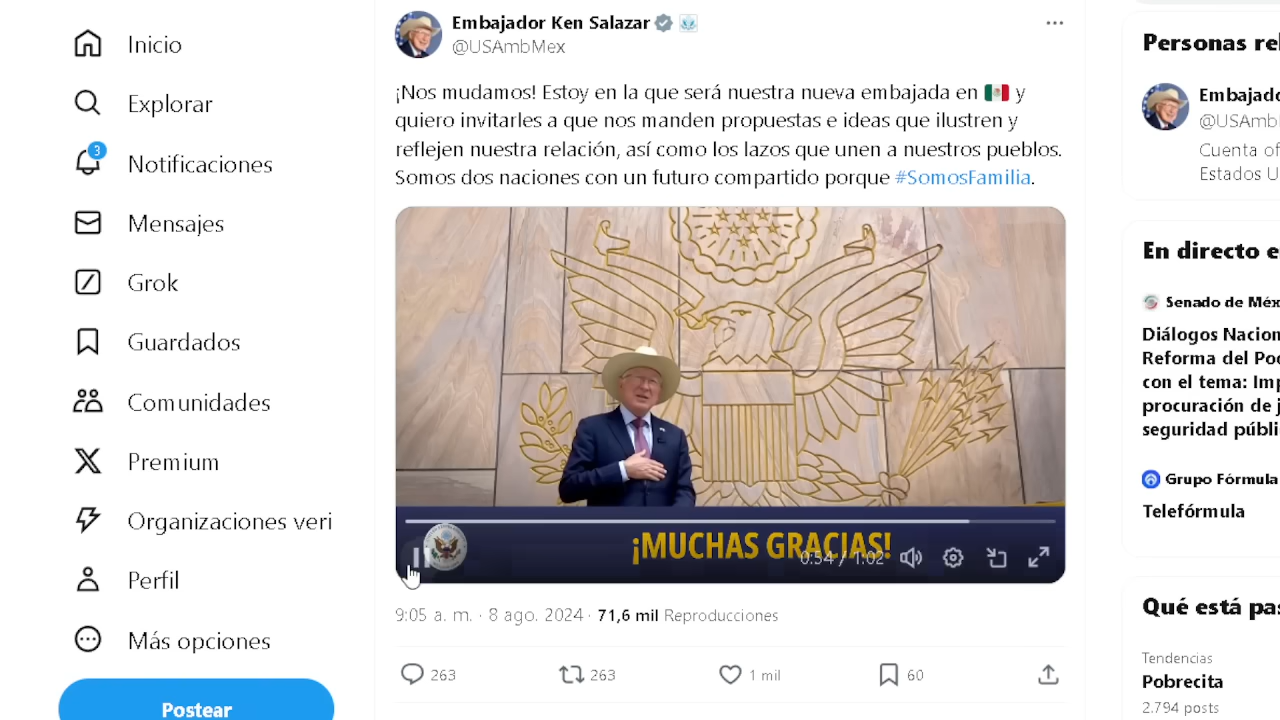 Inicio
Explorar
3
Notificaciones
Mensajes
Grok
Guardados
Comunidades
Premium
Organizaciones veri
Perfil
Más opciones
Postear
Embajador Ken Salazar
@USAmbMex
¡Nos mudamos! Estoy en la que será nuestra nueva embajada en 🇲🇽 y
quiero invitarles a que nos manden propuestas e ideas que ilustren y
reflejen nuestra relación, así como los lazos que unen a nuestros pueblos.
Somos dos naciones con un futuro compartido porque #SomosFamilia.
¡MUCHAS GRACIAS!
0:54 / 1:02
9:05 a. m. · 8 ago. 2024 · 71,6 mil Reproducciones
263 263 1 mil 60
Personas rel
Embajado
@USAmb
Cuenta of
Estados U
En directo e
Senado de Méx
Diálogos Nacion
Reforma del Poc
con el tema: Imp
procuración de j
seguridad públi
Grupo Fórmula
Telefórmula
Qué está pas
Tendencias
Pobrecita
2.794 posts